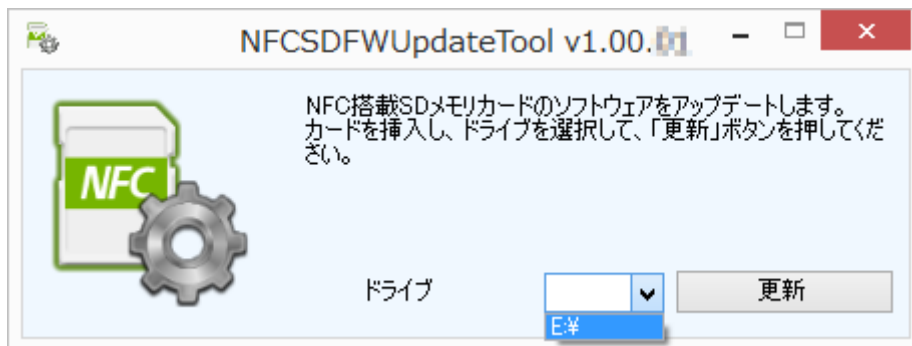 NFCSDFWUpdateTool v1.00.
NFC搭載SDメモリカードのソフトウェアをアップデートします。
カードを挿入し、ドライブを選択して、「更新」ボタンを押してくだ
さい。
NFC
ドライブ
更新
E:¥